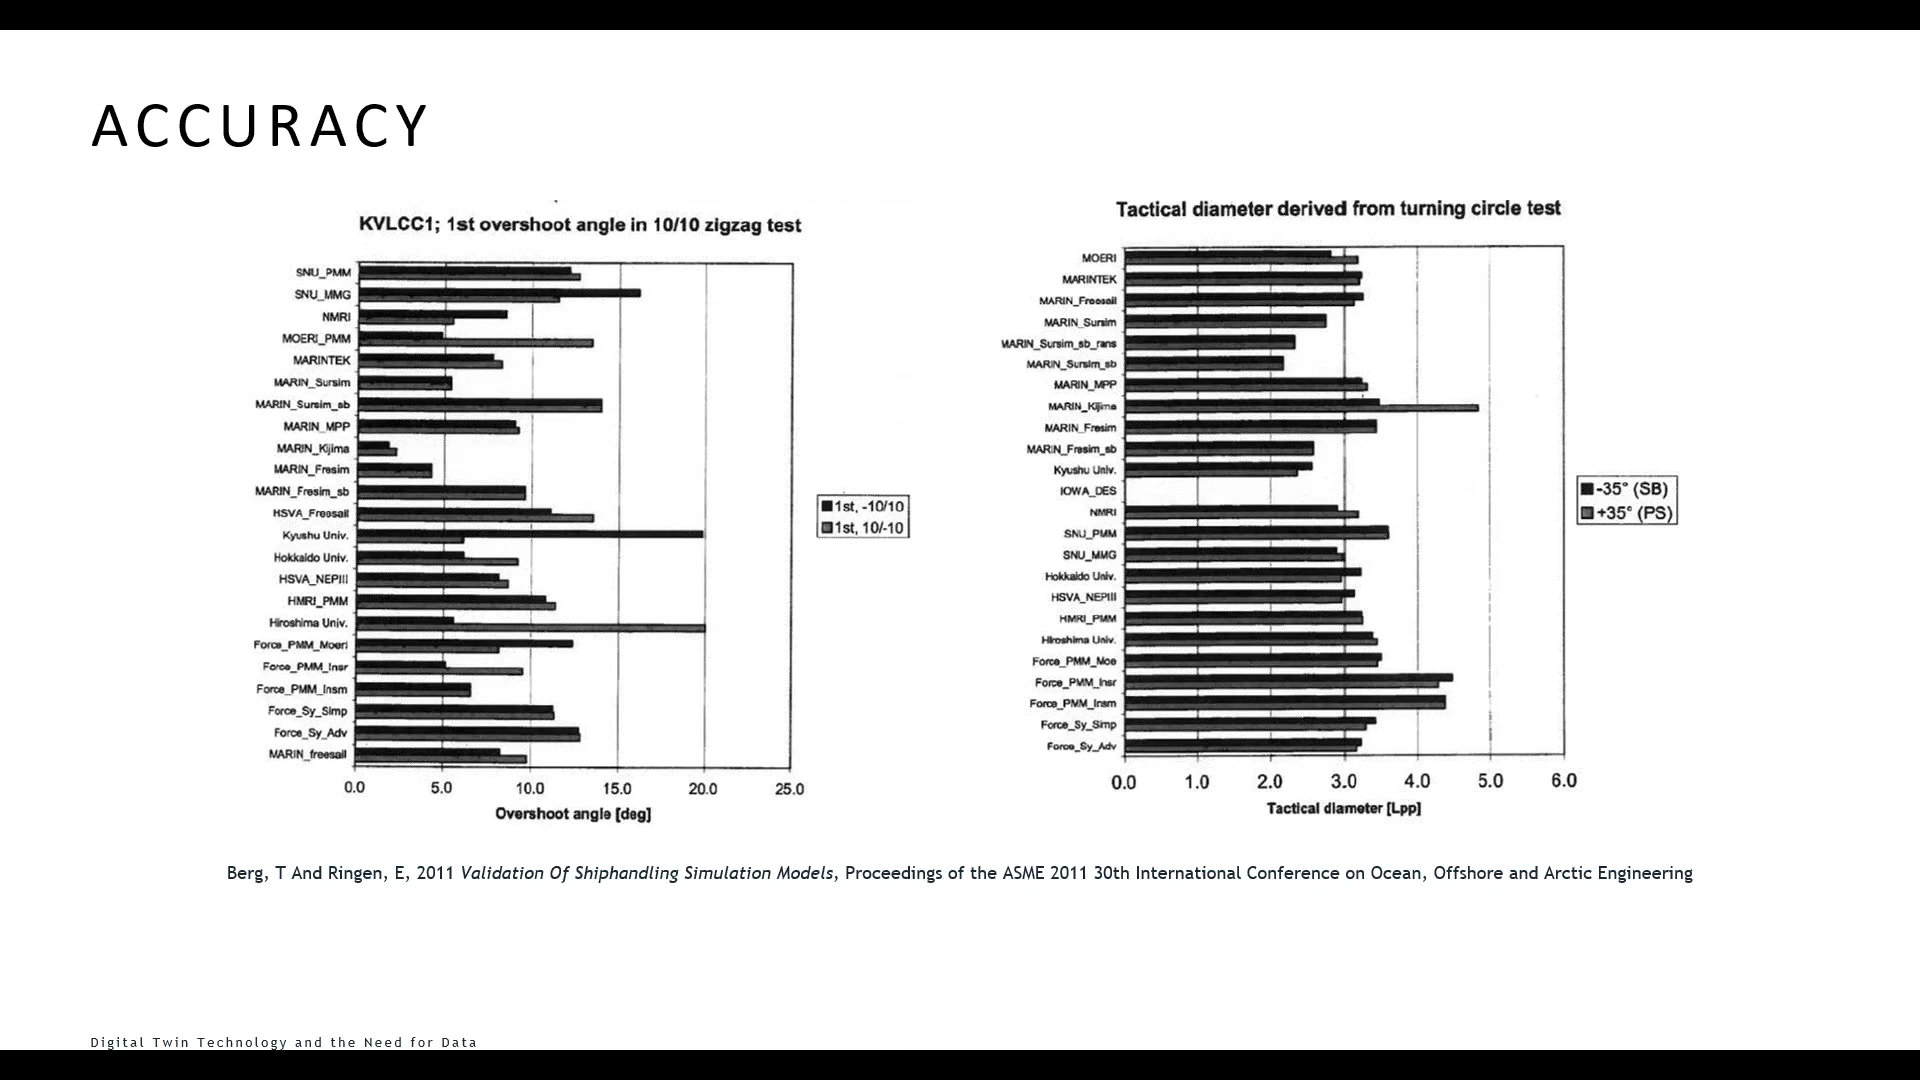 ACCURACY
KVLCC1; 1st overshoot angle in 10/10 zigzag test
SNU_PMM
SNU_MMG
NMRI
MOERI_PMM
MARINTEK
MARIN_Sursim
MARIN_Sursim_sb
MARIN_MPP
MARIN_Kijima
MARIN_Fresim
MARIN_Fresim_sb
HSVA_Freesail
Kyushu Univ.
Hokkaido Univ.
HSVA_NEPIII
HMRI_PMM
Hiroshima Univ.
Force_PMM_Moeri
Force_PMM_Insr
Force_PMM_Insm
Force_Sy_Simp
Force_Sy_Adv
MARIN_freesail
0.0 5.0 10.0 15.0 20.0 25.0
Overshoot angle [deg]
1st, -10/10
1st, 10/-10
Tactical diameter derived from turning circle test
MOERI
MARINTEK
MARIN_Freesail
MARIN_Sursim
MARIN_Sursim_sb_rans
MARIN_Sursim_sb
MARIN_MPP
MARIN_Kijima
MARIN_Fresim
MARIN_Fresim_sb
Kyushu Univ.
IOWA_DES
NMRI
SNU_PMM
SNU_MMG
Hokkaido Univ.
HSVA_NEPIII
HMRI_PMM
Hiroshima Univ.
Force_PMM_Moe
Force_PMM_Insr
Force_PMM_Insm
Force_Sy_Simp
Force_Sy_Adv
0.0 1.0 2.0 3.0 4.0 5.0 6.0
Tactical diameter [Lpp]
-35° (SB)
+35° (PS)
Berg, T And Ringen, E, 2011 Validation Of Shiphandling Simulation Models, Proceedings of the ASME 2011 30th International Conference on Ocean, Offshore and Arctic Engineering
Digital Twin Technology and the Need for Data